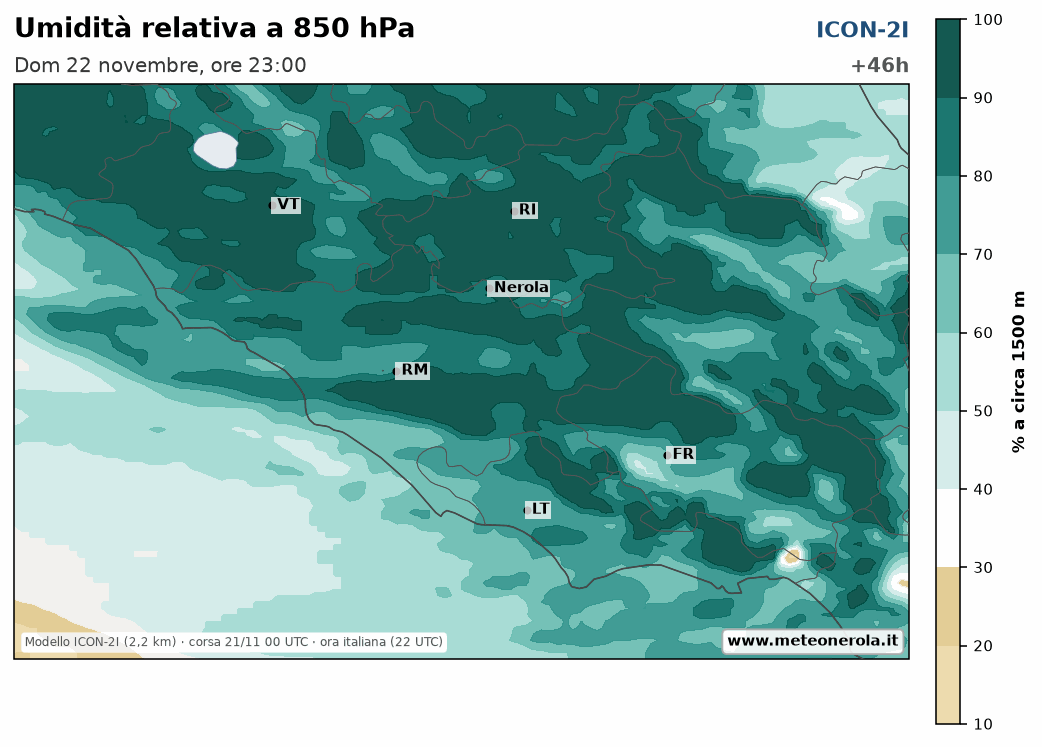 Umidità relativa a 850 hPa
ICON-2I
Dom 22 novembre, ore 23:00
+46h
VT
RI
Nerola
RM
FR
LT
Modello ICON-2I (2,2 km) · corsa 21/11 00 UTC · ora italiana (22 UTC)
www.meteonerola.it
100
90
80
70
60
50
40
30
20
10
% a circa 1500 m